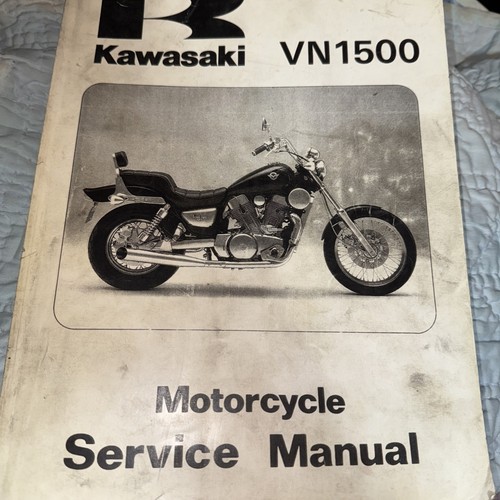 Kawasaki VN1500
Motorcycle
Service Manual